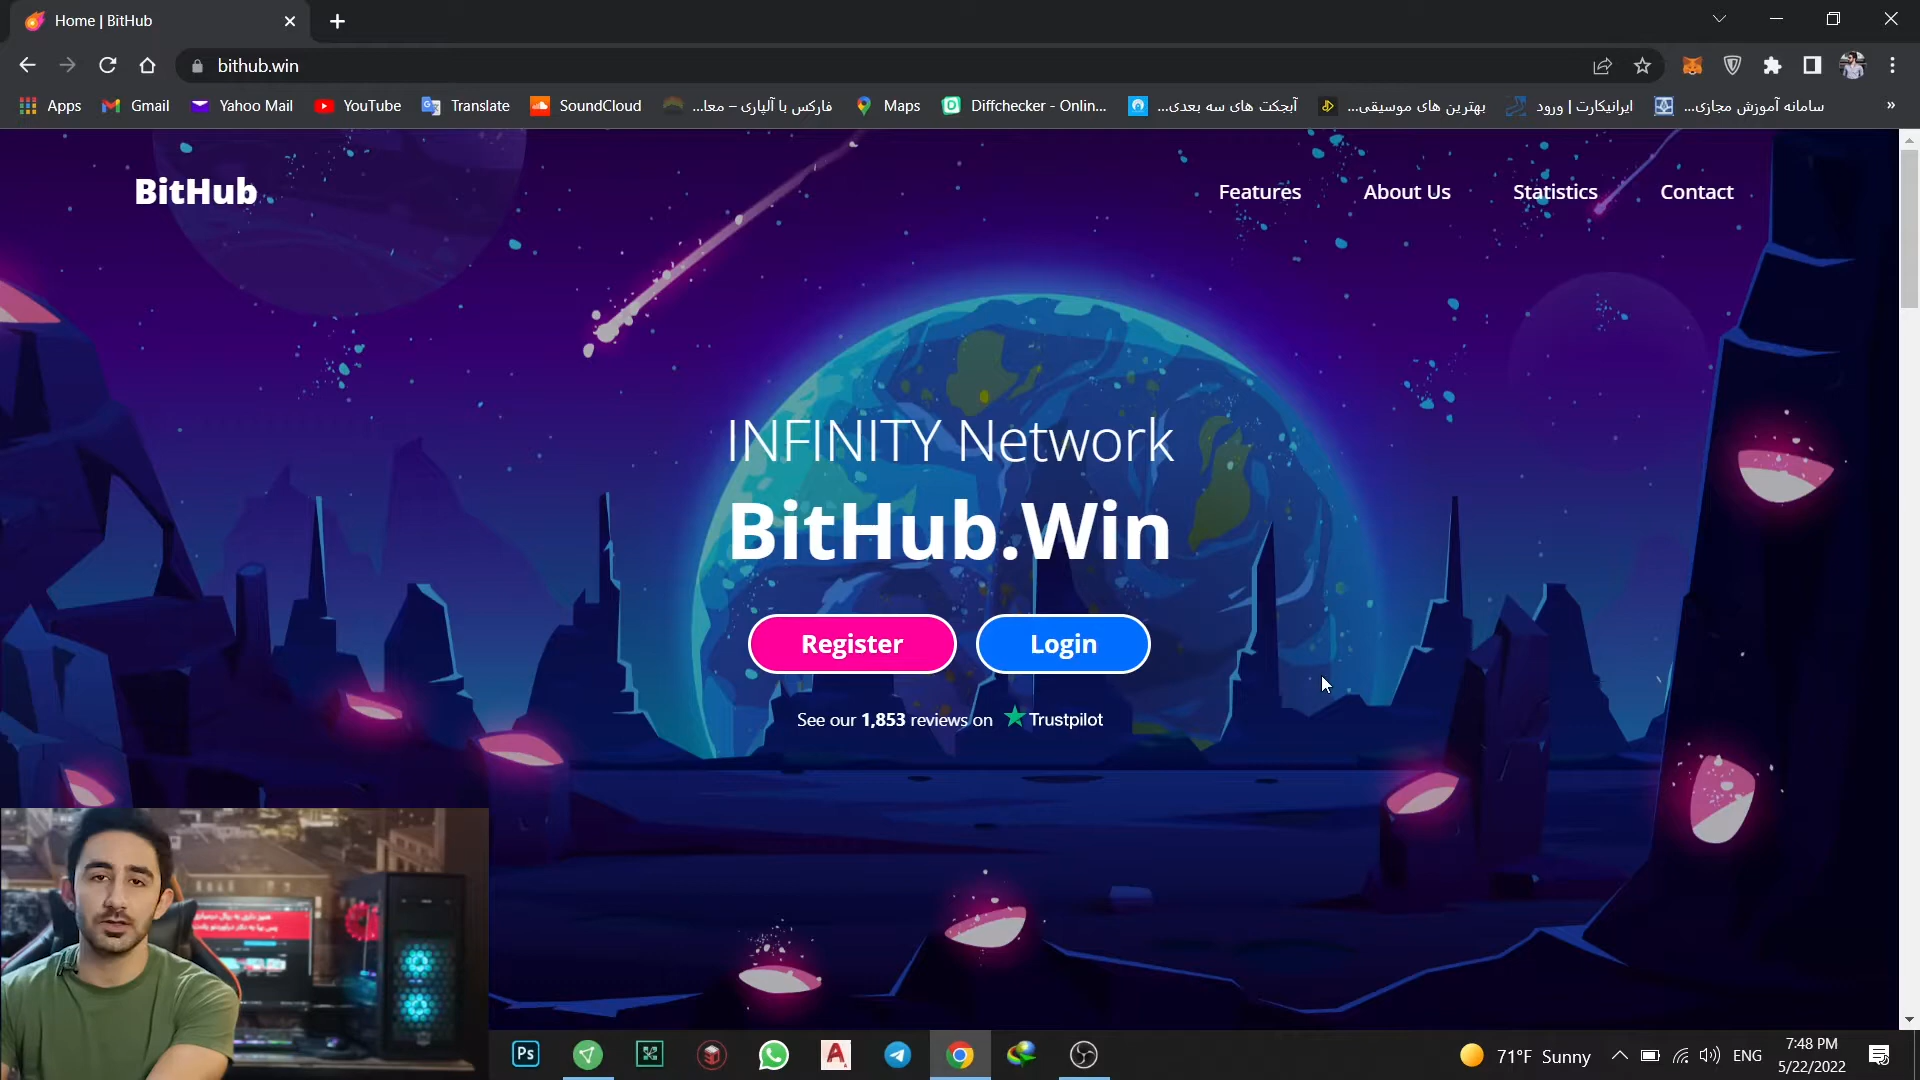 Home | BitHub
bithub.win
Apps
Gmail
Yahoo Mail
YouTube
Translate
SoundCloud
فارکس با آلپاری – معا...
Maps
Diffchecker - Onlin...
آبجکت های سه بعدی...
بهترین های موسیقی...
ایرانیکارت | ورود
سامانه آموزش مجازی...
BitHub
Features
About Us
Statistics
Contact
INFINITY Network
BitHub.Win
Register
Login
See our 1,853 reviews on Trustpilot
Ps
71°F Sunny
ENG
7:48 PM
5/22/2022